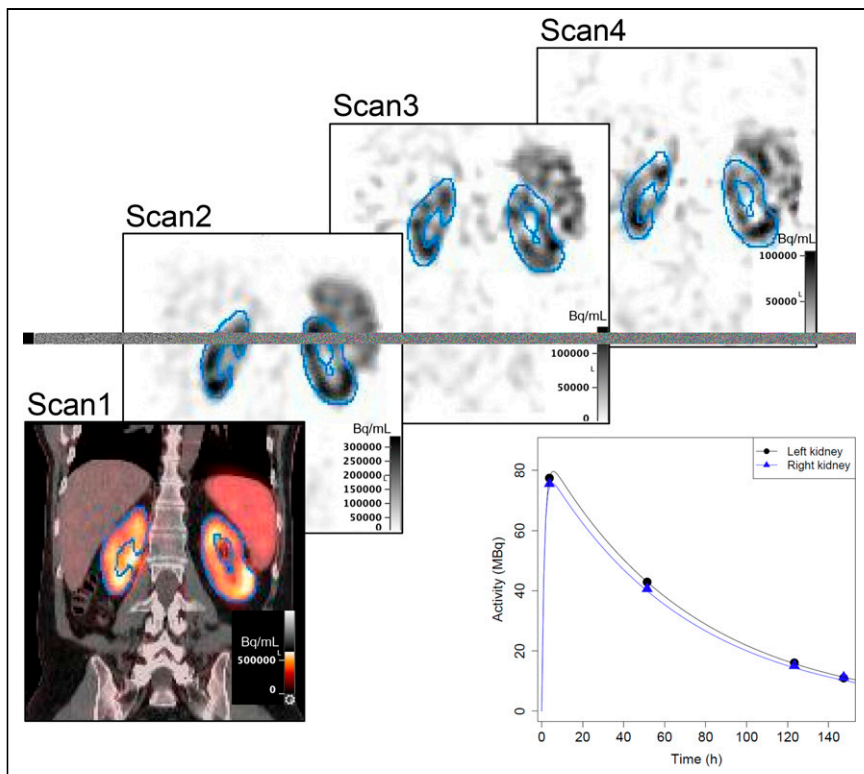 Scan4
Bq/mL
100000
50000
L
Scan3
Bq/mL
100000
L
50000
0
Scan2
Bq/mL
300000
250000
200000
L
150000
100000
50000
0
Scan1
Bq/mL
L
500000
0
Left kidney
Right kidney
Activity (MBq)
80
60
40
20
0
0 20 40 60 80 100 120 140
Time (h)